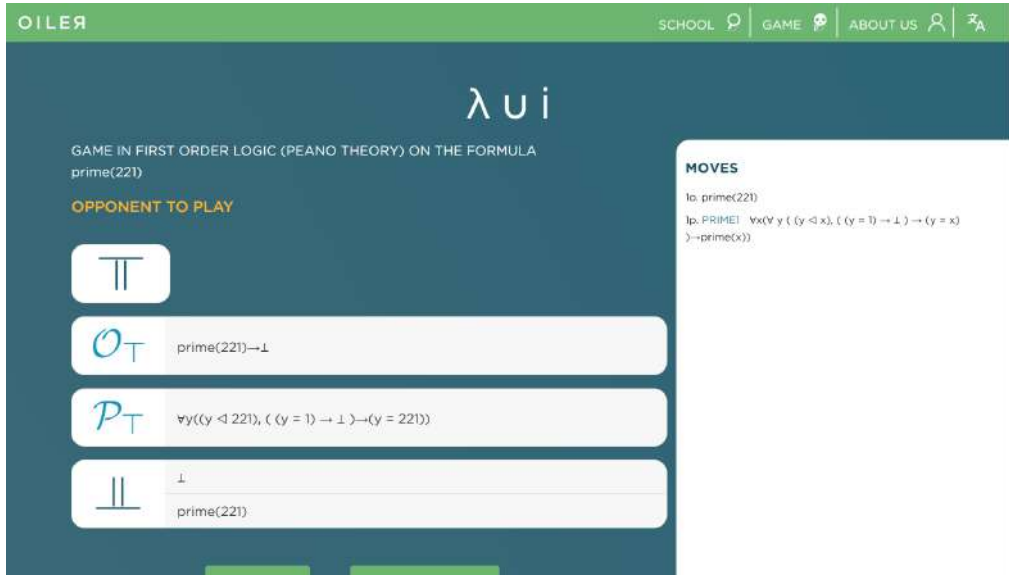 OILEЯ
SCHOOL GAME ABOUT US
λ u i
GAME IN FIRST ORDER LOGIC (PEANO THEORY) ON THE FORMULA
prime(221)
OPPONENT TO PLAY
𝒪⊤ prime(221)→⊥
𝒫⊤ ∀y((y ⊲ 221), ( (y = 1) → ⊥ )→(y = 221))
⊥
prime(221)
MOVES
1o. prime(221)
1p. PRIME1 ∀x(∀ y ( (y ⊲ x), ( (y = 1) → ⊥ ) → (y = x)
)→prime(x))